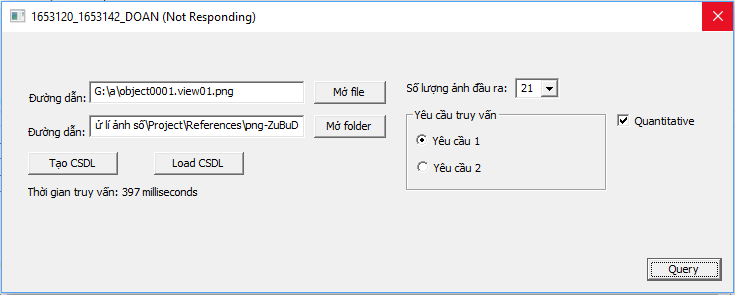 1653120_1653142_DOAN (Not Responding)
Đường dẫn: G:\a\object0001.view01.png Mở file
Số lượng ảnh đầu ra: 21
Đường dẫn: ử lí ảnh số\Project\References\png-ZuBuD Mở folder
Yêu cầu truy vấn
Quantitative
Yêu cầu 1
Tạo CSDL Load CSDL
Yêu cầu 2
Thời gian truy vấn: 397 milliseconds
Query